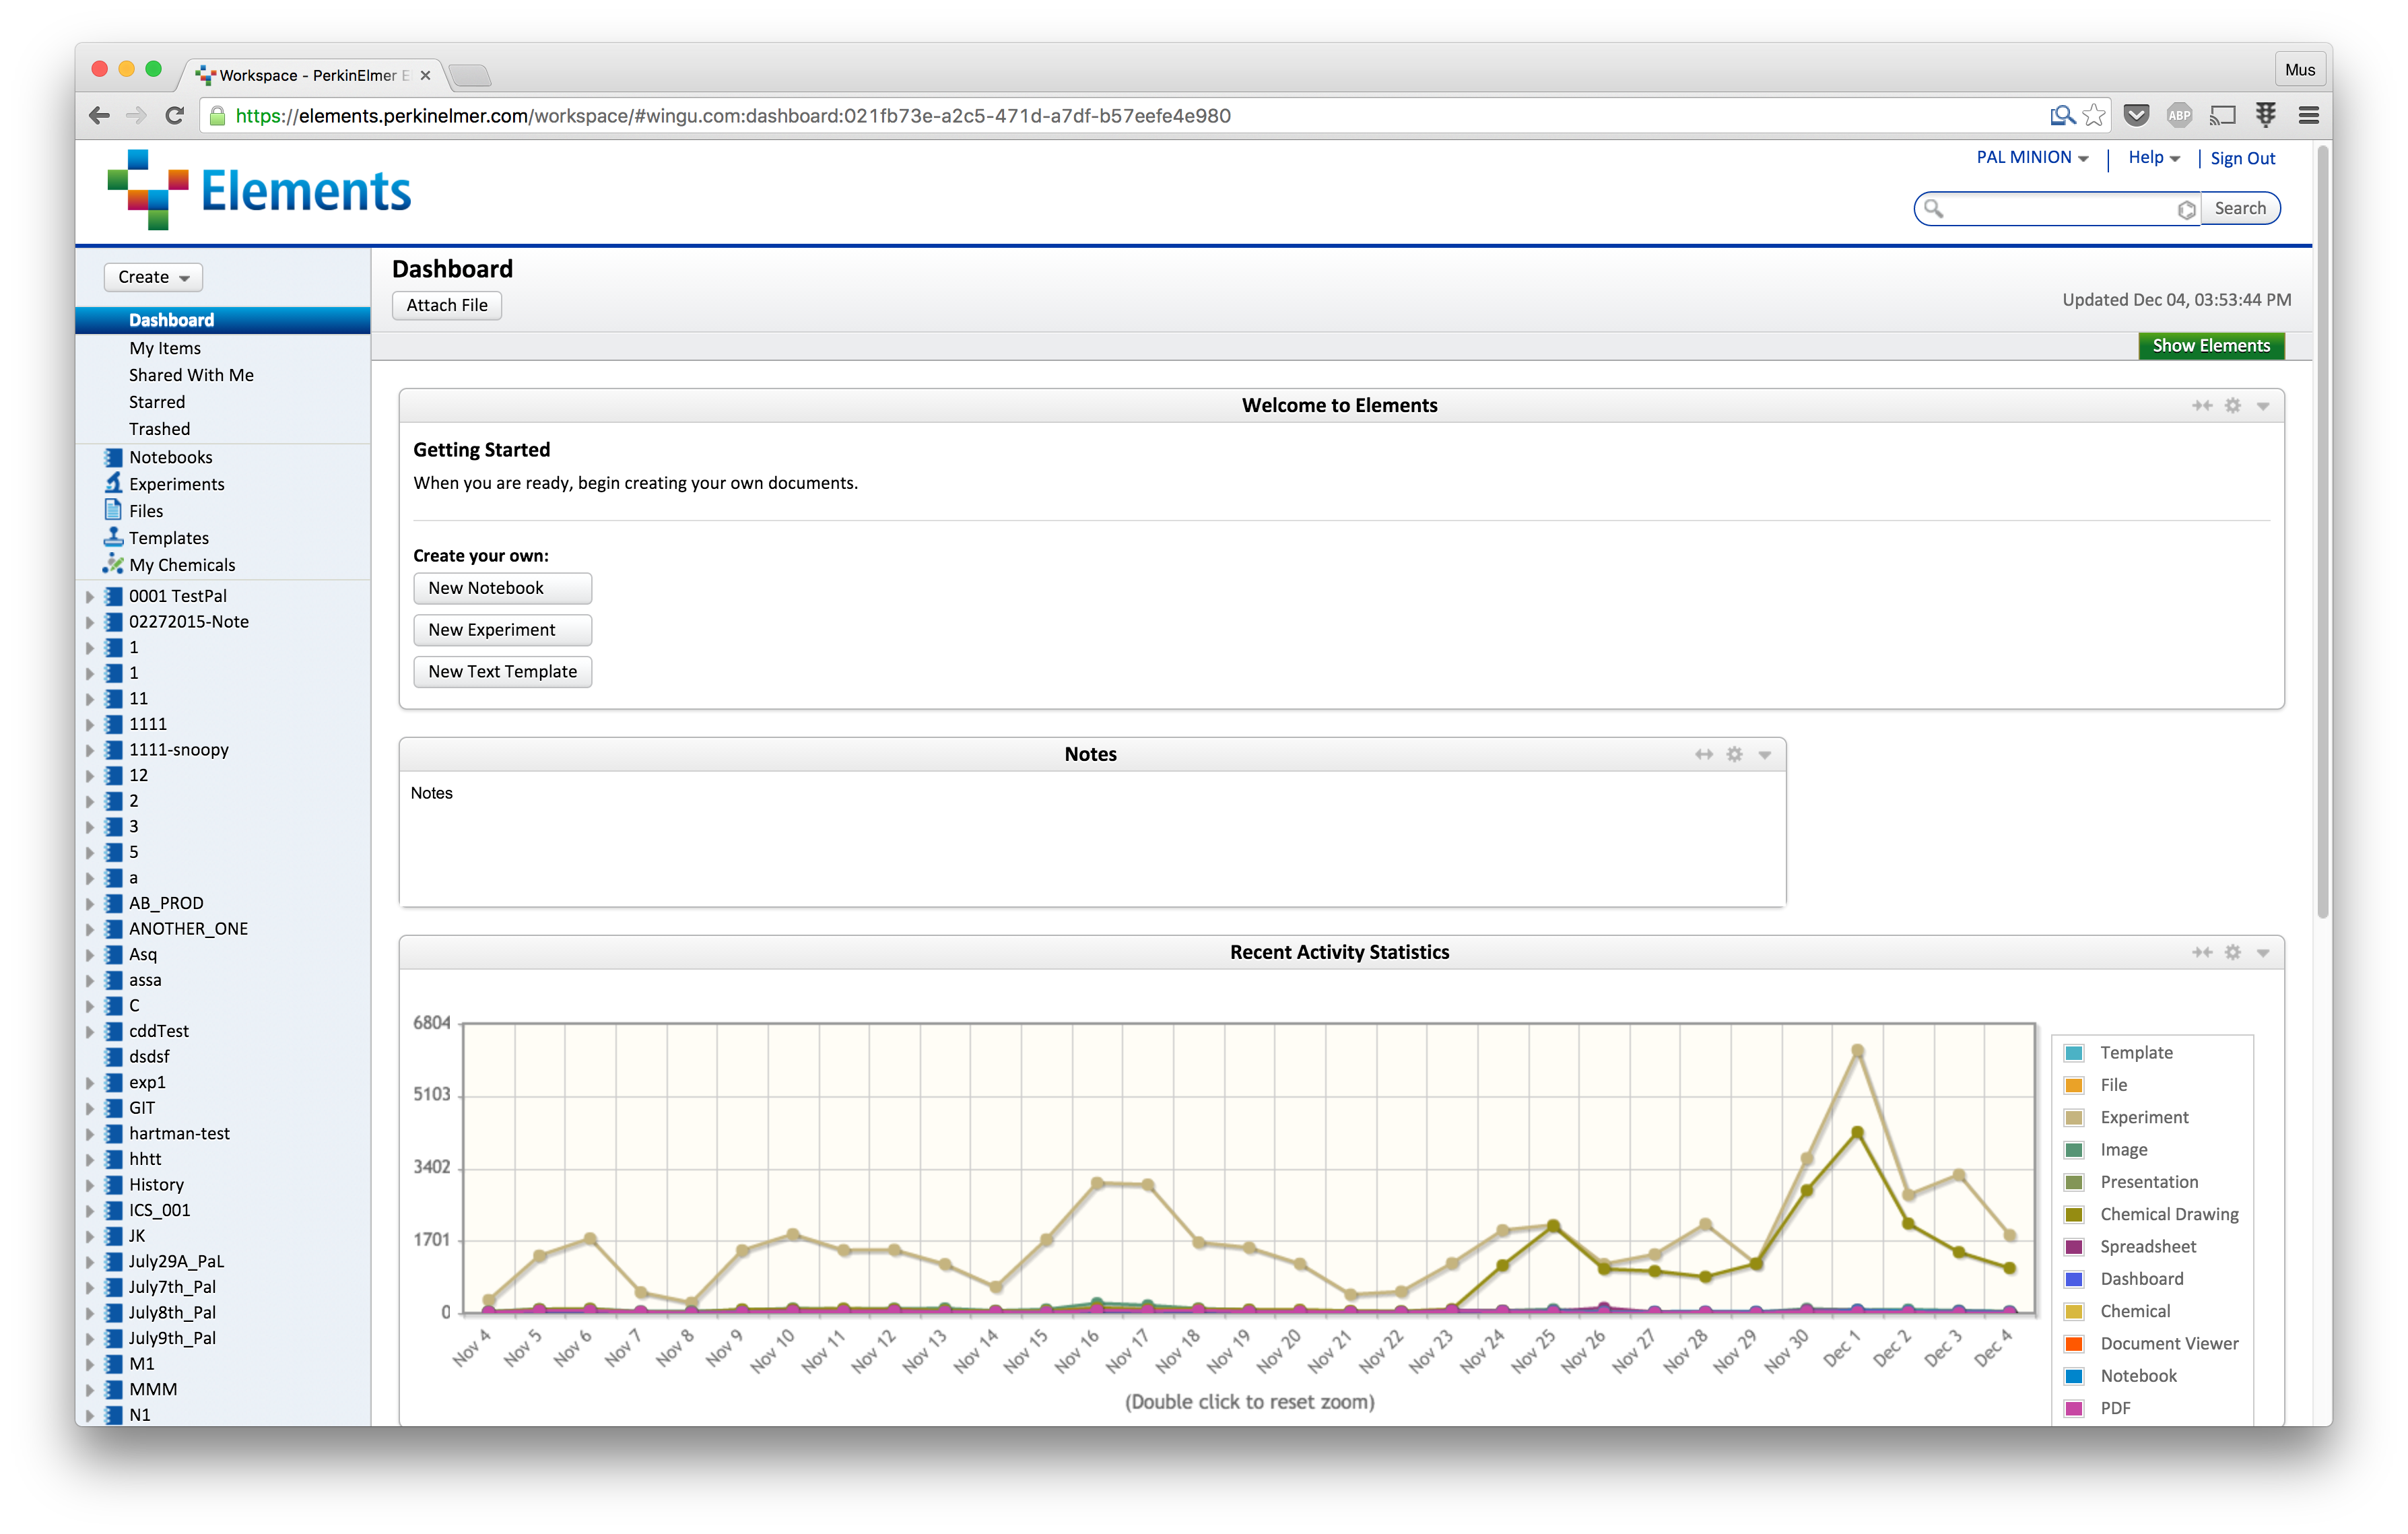 Workspace - PerkinElmer E
Mus
https://elements.perkinelmer.com/workspace/#wingu.com:dashboard:021fb73e-a2c5-471d-a7df-b57eefe4e980
ABP
Elements
PAL MINION
Help
Sign Out
Search
Create
Dashboard
My Items
Shared With Me
Starred
Trashed
Notebooks
Experiments
Files
Templates
My Chemicals
0001 TestPal
02272015-Note
1
1
11
1111
1111-snoopy
12
2
3
5
a
AB_PROD
ANOTHER_ONE
Asq
assa
C
cddTest
dsdsf
exp1
GIT
hartman-test
hhtt
History
ICS_001
JK
July29A_PaL
July7th_Pal
July8th_Pal
July9th_Pal
M1
MMM
N1
Dashboard
Attach File
Updated Dec 04, 03:53:44 PM
Show Elements
Welcome to Elements
Getting Started
When you are ready, begin creating your own documents.
Create your own:
New Notebook
New Experiment
New Text Template
Notes
Notes
Recent Activity Statistics
6804
5103
3402
1701
0
Nov 4
Nov 5
Nov 6
Nov 7
Nov 8
Nov 9
Nov 10
Nov 11
Nov 12
Nov 13
Nov 14
Nov 15
Nov 16
Nov 17
Nov 18
Nov 19
Nov 20
Nov 21
Nov 22
Nov 23
Nov 24
Nov 25
Nov 26
Nov 27
Nov 28
Nov 29
Nov 30
Dec 1
Dec 2
Dec 3
Dec 4
(Double click to reset zoom)
Template
File
Experiment
Image
Presentation
Chemical Drawing
Spreadsheet
Dashboard
Chemical
Document Viewer
Notebook
PDF